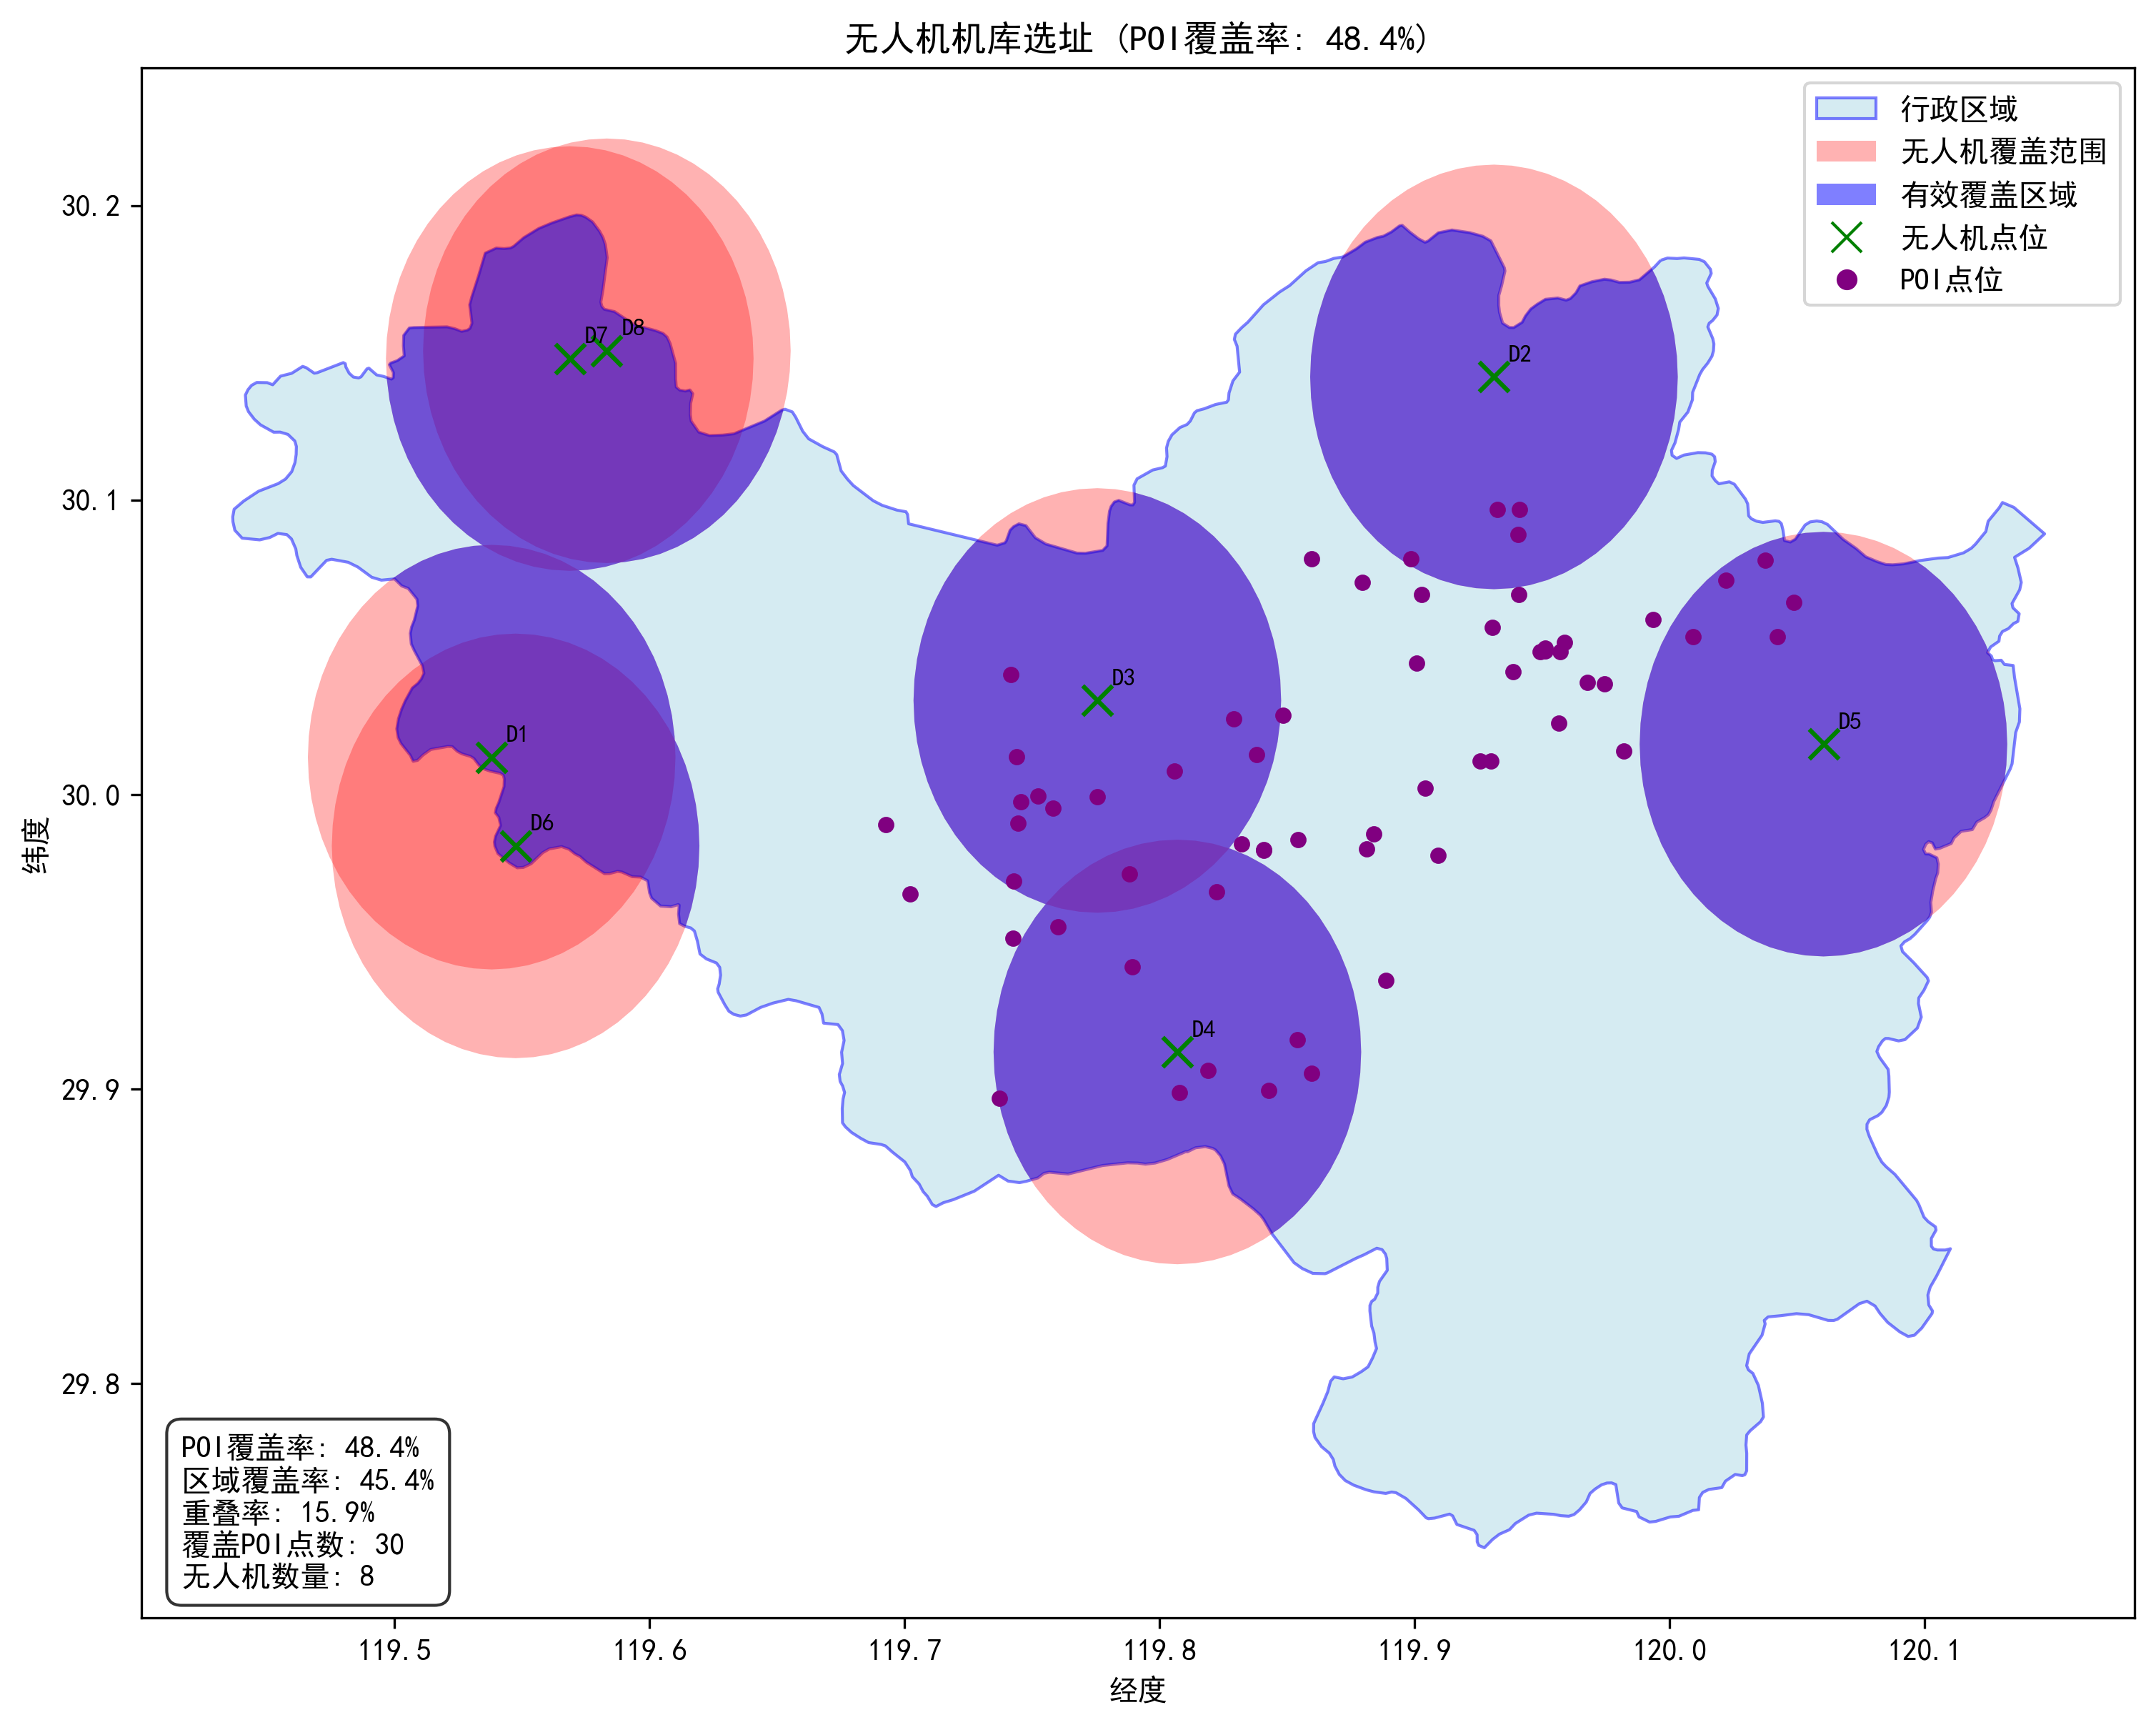 无人机机库选址 (POI覆盖率: 48.4%)
行政区域
无人机覆盖范围
有效覆盖区域
无人机点位
POI点位
30.2
30.1
30.0
29.9
29.8
纬度
D7
D8
D2
D3
D5
D1
D6
D4
POI覆盖率: 48.4%
区域覆盖率: 45.4%
重叠率: 15.9%
覆盖POI点数: 30
无人机数量: 8
119.5
119.6
119.7
119.8
119.9
120.0
120.1
经度